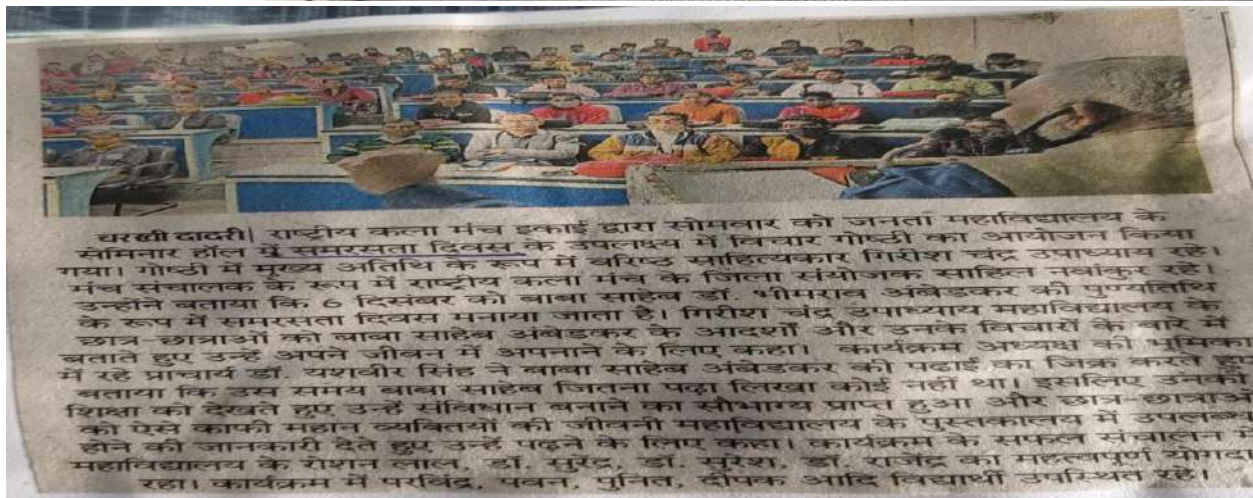 चरखी दादरी| राष्ट्रीय कला मंच इकाई द्वारा सोमवार को जनता महाविद्यालय के
सेमिनार हॉल में समरसता दिवस के उपलक्ष्य में विचार गोष्ठी का आयोजन किया
गया। गोष्ठी में मुख्य अतिथि के रूप में वरिष्ठ साहित्यकार गिरीश चंद्र उपाध्याय रहे।
मंच संचालक के रूप में राष्ट्रीय कला मंच के जिला संयोजक साहिल नवांकुर रहे।
उन्होंने बताया कि 6 दिसंबर को बाबा साहेब डॉ. भीमराव अंबेडकर की पुण्यतिथि
के रूप में समरसता दिवस मनाया जाता है। गिरीश चंद्र उपाध्याय महाविद्यालय के
छात्र-छात्राओं को बाबा साहेब अंबेडकर के आदर्शों और उनके विचारों के बारे में
बताते हुए उन्हें अपने जीवन में अपनाने के लिए कहा। कार्यक्रम अध्यक्ष की भूमिका
में रहे प्राचार्य डॉ. यशवीर सिंह ने बाबा साहेब अंबेडकर की पढाई का जिक्र करते हुए
बताया कि उस समय बाबा साहेब जितना पढ़ा लिखा कोई नहीं था। इसलिए उनकी
शिक्षा को देखते हुए उन्हें संविधान बनाने का सौभाग्य प्राप्त हुआ और छात्र-छात्राओं
को ऐसे काफी महान व्यक्तियों की जीवनी महाविद्यालय के पुस्तकालय में उपलब्ध
होने की जानकारी देते हुए उन्हें पढ़ने के लिए कहा। कार्यक्रम के सफल संचालन में
महाविद्यालय के रोशन लाल, डॉ. सुरेंद्र, डॉ. सुरेश, डॉ. राजेंद्र का महत्वपूर्ण योगदा
रहा। कार्यक्रम में परविंद्र, पवन, पुनित, दीपक आदि विद्यार्थी उपस्थित रहे।